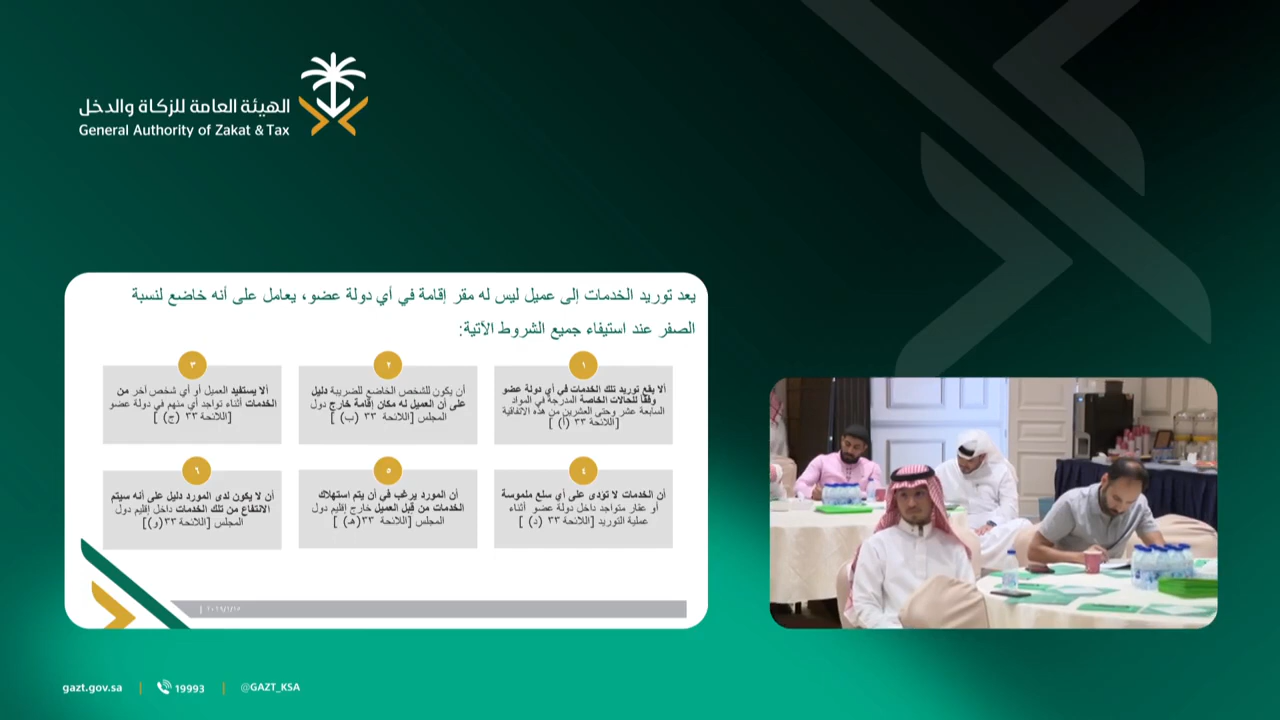 الهيئة العامة للزكاة والدخل
General Authority of Zakat & Tax
يعد توريد الخدمات إلى عميل ليس له مقر إقامة في أي دولة عضو، يعامل على أنه خاضع لنسبة
الصفر عند استيفاء جميع الشروط الآتية:
١
ألا يقع توريد تلك الخدمات في أي دولة عضو
وفقًا للحالات الخاصة المدرجة في المواد
السابعة عشر وحتى العشرين من هذه الاتفاقية
[اللائحة ٣٣ (أ) ]
٢
أن يكون للشخص الخاضع للضريبة دليل
على أن العميل له مكان إقامة خارج دول
المجلس [اللائحة ٣٣ (ب) ]
٣
ألا يستفيد العميل أو أي شخص آخر من
الخدمات أثناء تواجد أي منهم في دولة عضو
[اللائحة ٣٣ (ج) ]
٤
أن الخدمات لا تؤدى على أي سلع ملموسة
أو عقار متواجد داخل دولة عضو أثناء
عملية التوريد [اللائحة ٣٣ (د) ]
٥
أن المورد يرغب في أن يتم استهلاك
الخدمات من قبل العميل خارج إقليم دول
المجلس [اللائحة ٣٣ (هـ) ]
٦
أن لا يكون لدى المورد دليل على أنه سيتم
الانتفاع من تلك الخدمات داخل إقليم دول
المجلس [اللائحة ٣٣ (و)]
gazt.gov.sa | 19993 | @GAZT_KSA